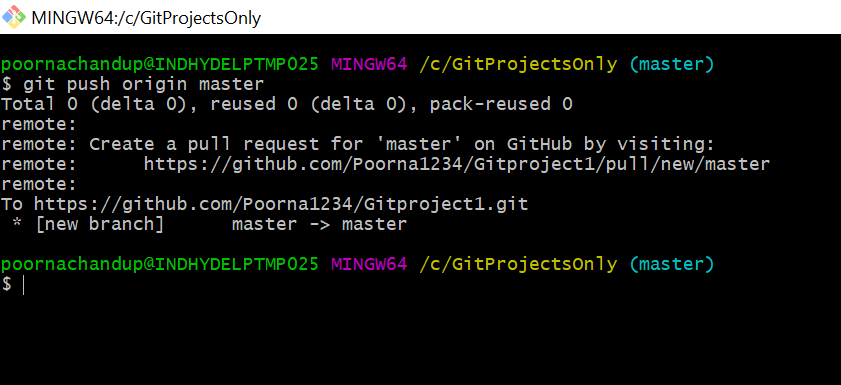 MINGW64:/c/GitProjectsOnly
poornachandup@INDHYDELPTMP025 MINGW64 /c/GitProjectsOnly (master)
$ git push origin master
Total 0 (delta 0), reused 0 (delta 0), pack-reused 0
remote:
remote: Create a pull request for 'master' on GitHub by visiting:
remote:      https://github.com/Poorna1234/Gitproject1/pull/new/master
remote:
To https://github.com/Poorna1234/Gitproject1.git
 * [new branch]      master -> master
poornachandup@INDHYDELPTMP025 MINGW64 /c/GitProjectsOnly (master)
$